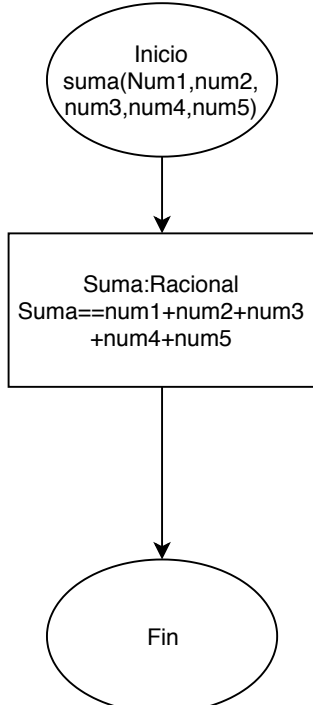 Inicio
suma(Num1,num2,
num3,num4,num5)
Suma:Racional
Suma==num1+num2+num3
+num4+num5
Fin